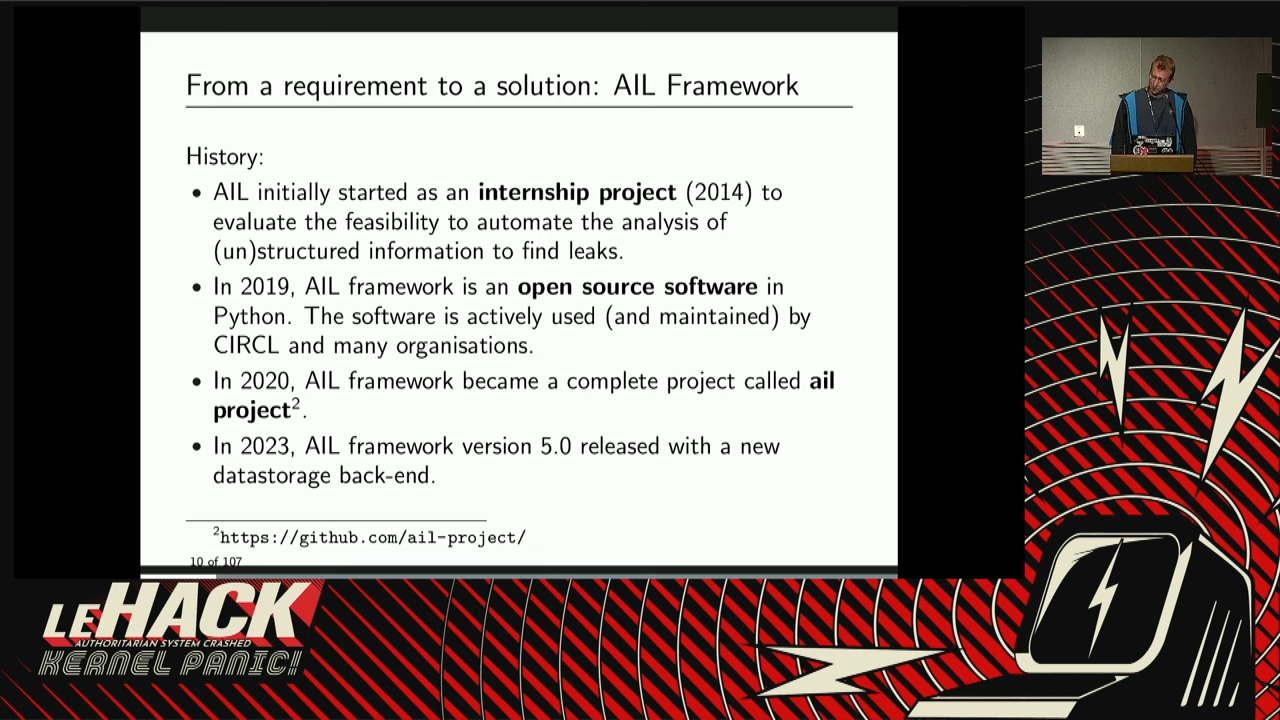 From a requirement to a solution: AIL Framework
History:
• AIL initially started as an internship project (2014) to
evaluate the feasibility to automate the analysis of
(un)structured information to find leaks.
• In 2019, AIL framework is an open source software in
Python. The software is actively used (and maintained) by
CIRCL and many organisations.
• In 2020, AIL framework became a complete project called ail
project2.
• In 2023, AIL framework version 5.0 released with a new
datastorage back-end.
2https://github.com/ail-project/
10 of 107
LEHACK
AUTHORITARIAN SYSTEM CRASHED
KERNEL PANIC!